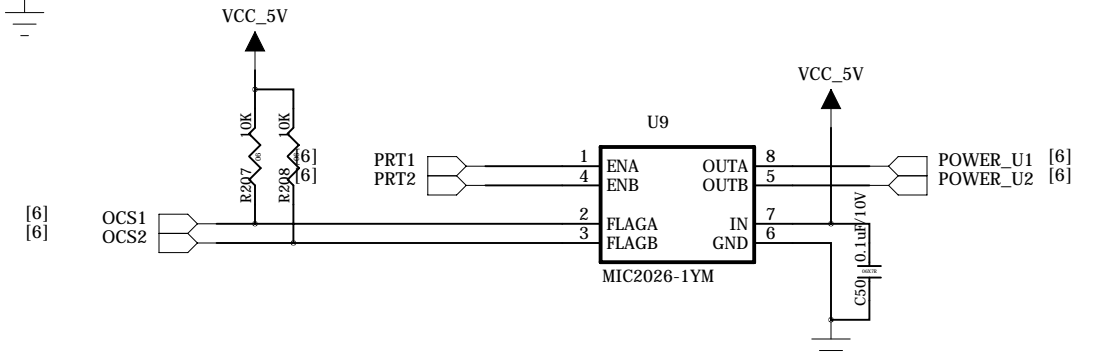 VCC_5V
VCC_5V
U9
R207 10K
R208 10K
[6] PRT1
[6] PRT2
1 ENA OUTA 8
4 ENB OUTB 5
POWER_U1 [6]
POWER_U2 [6]
[6] OCS1
[6] OCS2
2 FLAGA IN 7
3 FLAGB GND 6
MIC2026-1YM
C50 0.1uF/10V